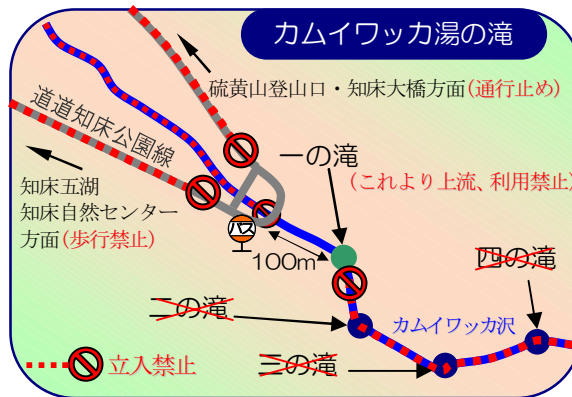 カムイワッカ湯の滝
硫黄山登山口・知床大橋方面(通行止め)
道道知床公園線
一の滝
(これより上流、利用禁止)
知床五湖
知床自然センター
方面(歩行禁止)
バス
100m
四の滝
二の滝
カムイワッカ沢
三の滝
立入禁止